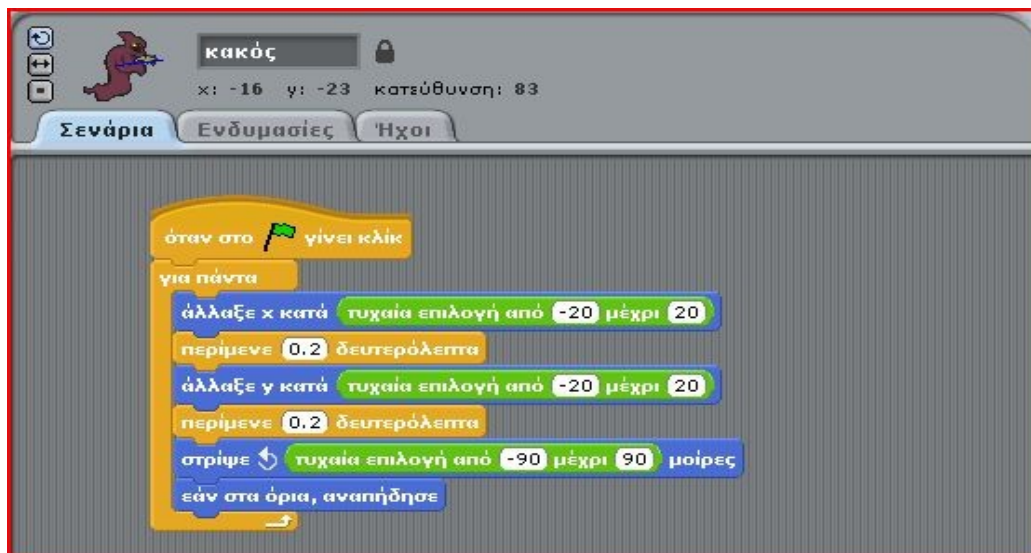 κακός
x: -16 y: -23 κατεύθυνση: 83
Σενάρια Ενδυμασίες Ήχοι
όταν στο γίνει κλίκ
για πάντα
άλλαξε x κατά τυχαία επιλογή από -20 μέχρι 20
περίμενε 0.2 δευτερόλεπτα
άλλαξε y κατά τυχαία επιλογή από -20 μέχρι 20
περίμενε 0.2 δευτερόλεπτα
στρίψε τυχαία επιλογή από -90 μέχρι 90 μοίρες
εάν στα όρια, αναπήδησε